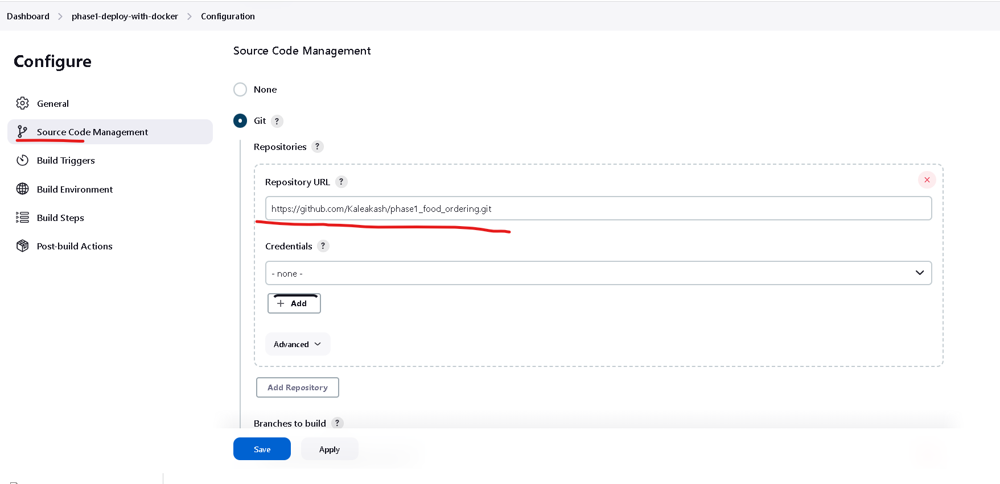 Dashboard > phase1-deploy-with-docker > Configuration
Configure
General
Source Code Management
Build Triggers
Build Environment
Build Steps
Post-build Actions
Source Code Management
None
Git ?
Repositories ?
Repository URL ?
https://github.com/Kaleakash/phase1_food_ordering.git
Credentials ?
- none -
+ Add
Advanced
Add Repository
Branches to build ?
Save Apply